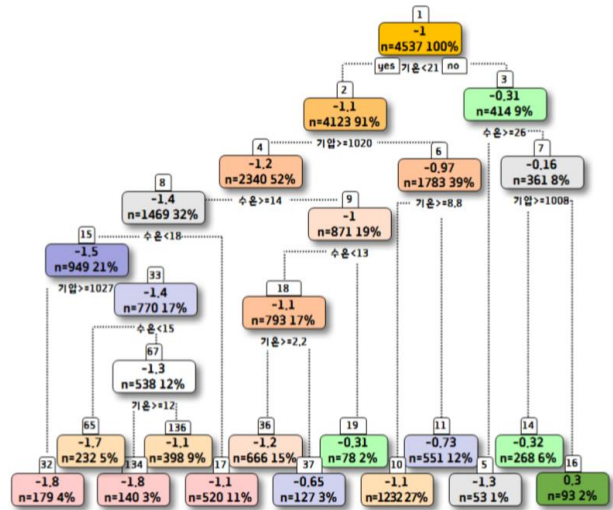 1
-1
n=4537 100%
yes 기온<21 no
2
-1.1
n=4123 91%
3
-0.31
n=414 9%
기압>=1020
수온>=26
4
-1.2
n=2340 52%
6
-0.97
n=1783 39%
7
-0.16
n=361 8%
수온>=14
기온>=8.8
기압>=1008
8
-1.4
n=1469 32%
9
-1
n=871 19%
수온<18
수온<13
15
-1.5
n=949 21%
기압>=1027
33
-1.4
n=770 17%
수온<15
18
-1.1
n=793 17%
기온>=2.2
67
-1.3
n=538 12%
기온>=12
65
-1.7
n=232 5%
136
-1.1
n=398 9%
36
-1.2
n=666 15%
19
-0.31
n=78 2%
11
-0.73
n=551 12%
14
-0.32
n=268 6%
32
-1.8
n=179 4%
134
-1.8
n=140 3%
17
-1.1
n=520 11%
37
-0.65
n=127 3%
10
-1.1
n=1232 27%
5
-1.3
n=53 1%
16
0.3
n=93 2%